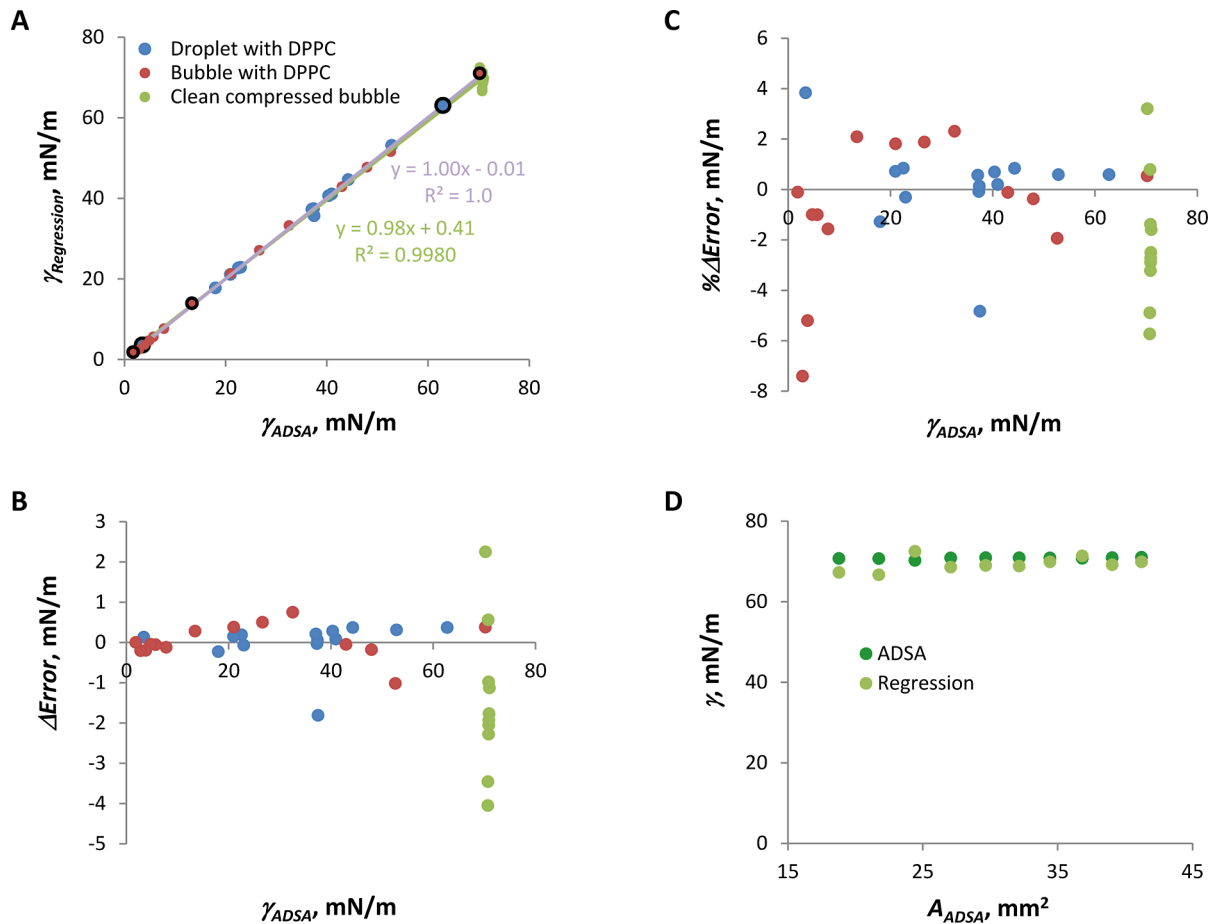 A
80
60
40
20
0
0 20 40 60 80
γRegression, mN/m
γADSA, mN/m
Droplet with DPPC
Bubble with DPPC
Clean compressed bubble
y = 1.00x - 0.01
R² = 1.0
y = 0.98x + 0.41
R² = 0.9980
C
6
4
2
0
-2
-4
-6
-8
0 20 40 60 80
%ΔError, mN/m
γADSA, mN/m
B
3
2
1
0
-1
-2
-3
-4
-5
0 20 40 60 80
ΔError, mN/m
γADSA, mN/m
D
80
60
40
20
0
15 25 35 45
γ, mN/m
ADSA
Regression
AADSA, mm²